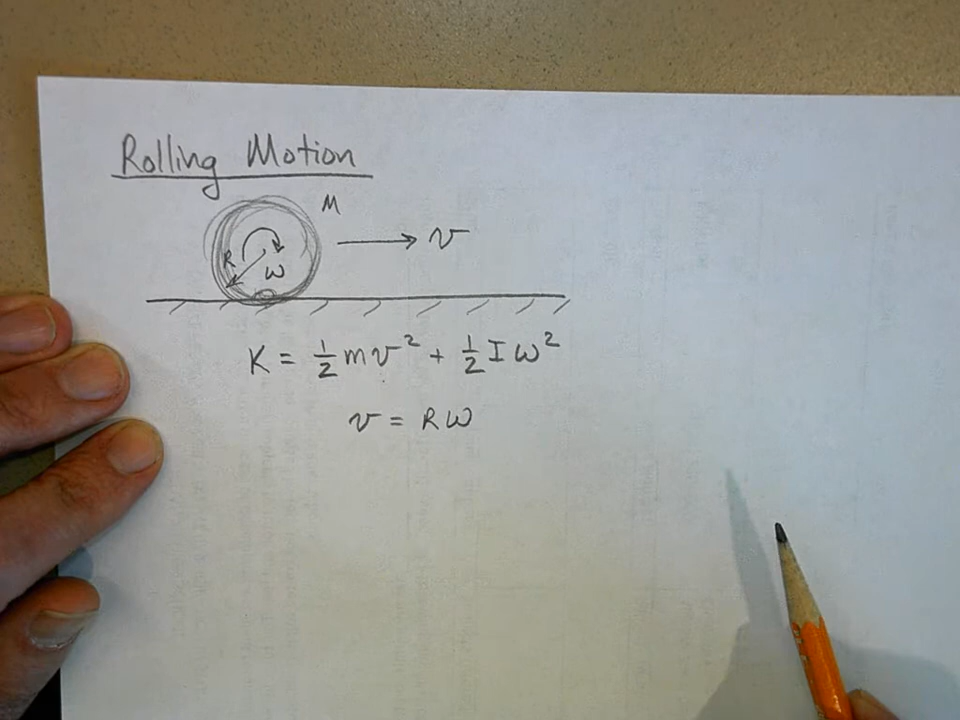 Rolling Motion
M
v
R
ω
K = ½mv² + ½Iω²
v = Rω